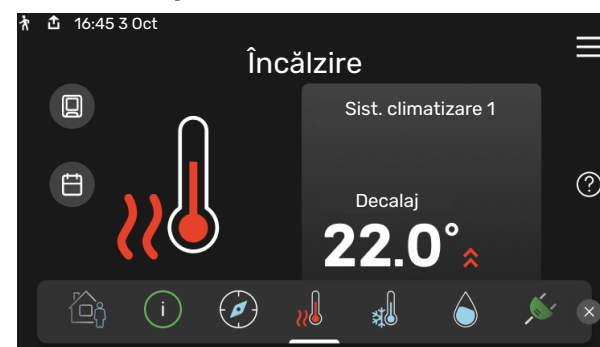 16:45 3 Oct
Încălzire
Sist. climatizare 1
Decalaj
22.0°